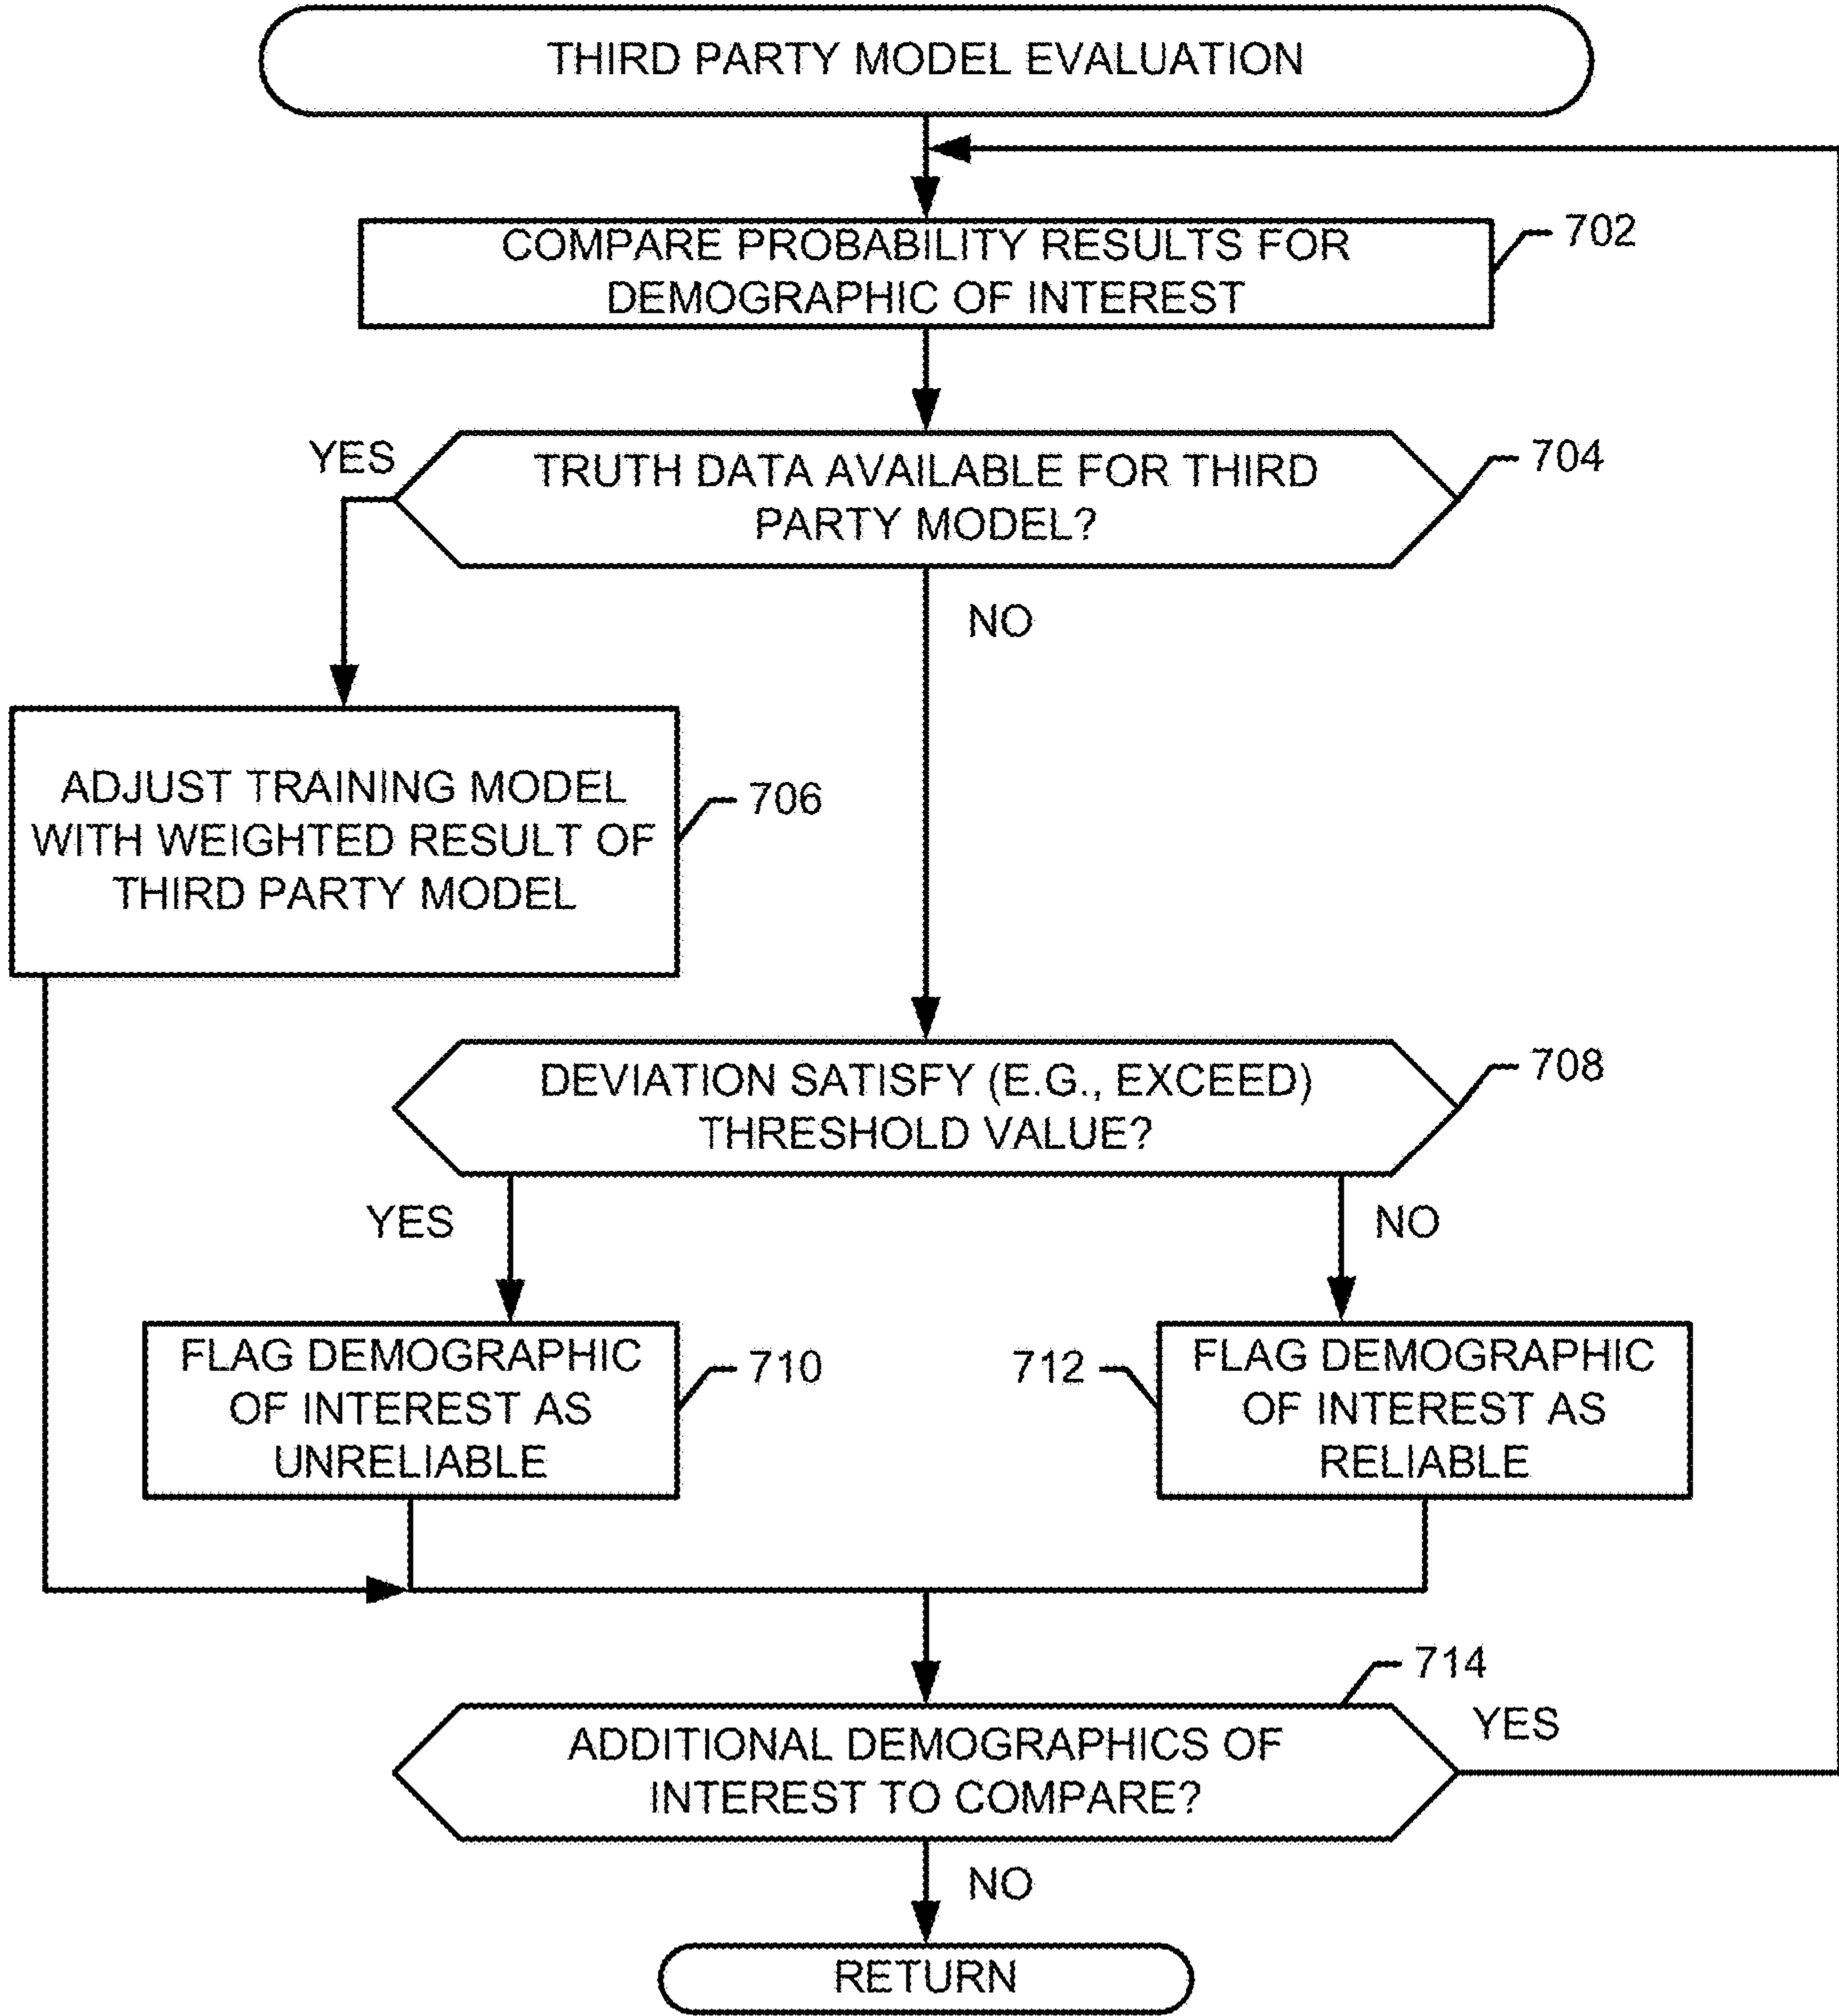 THIRD PARTY MODEL EVALUATION
COMPARE PROBABILITY RESULTS FOR
DEMOGRAPHIC OF INTEREST
702
TRUTH DATA AVAILABLE FOR THIRD
PARTY MODEL?
704
YES
NO
ADJUST TRAINING MODEL
WITH WEIGHTED RESULT OF
THIRD PARTY MODEL
706
DEVIATION SATISFY (E.G., EXCEED)
THRESHOLD VALUE?
708
YES
NO
FLAG DEMOGRAPHIC
OF INTEREST AS
UNRELIABLE
710
712
FLAG DEMOGRAPHIC
OF INTEREST AS
RELIABLE
714
ADDITIONAL DEMOGRAPHICS OF
INTEREST TO COMPARE?
YES
NO
RETURN